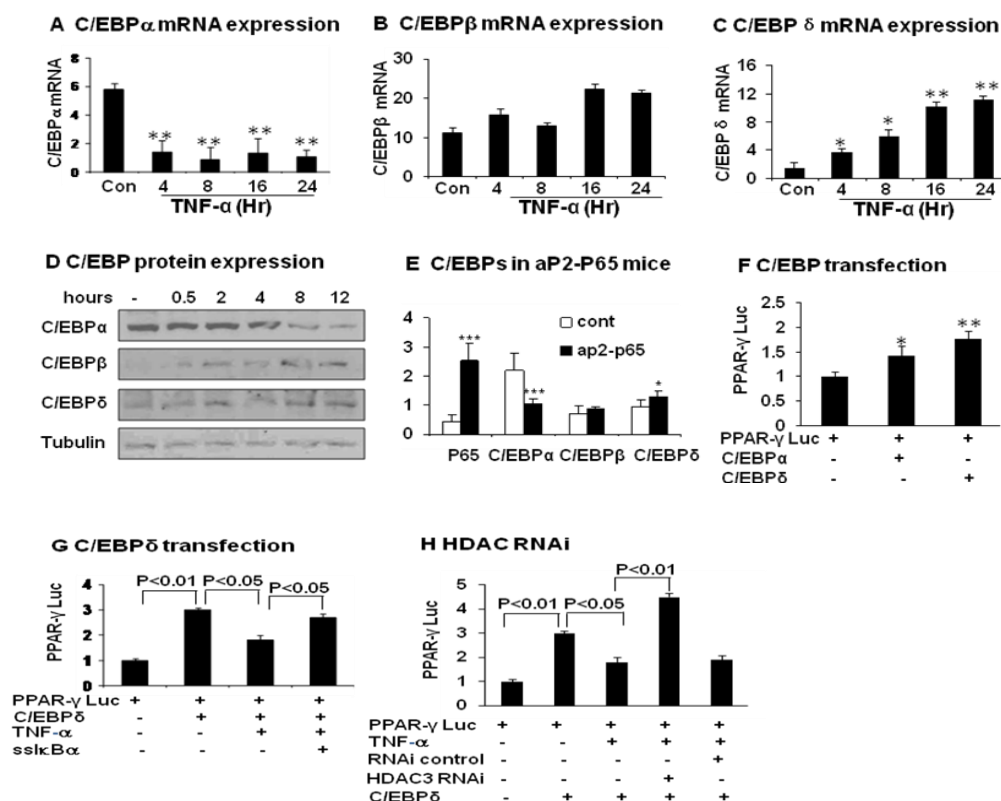 A C/EBPα mRNA expression
C/EBPα mRNA
8
6
4
2
0
** ** ** **
Con 4 8 16 24
TNF-α (Hr)
B C/EBPβ mRNA expression
C/EBPβ mRNA
30
20
10
0
Con 4 8 16 24
TNF-α (Hr)
C C/EBP δ mRNA expression
C/EBP δ mRNA
16
12
8
4
0
* * ** **
Con 4 8 16 24
TNF-α (Hr)
D C/EBP protein expression
hours - 0.5 2 4 8 12
C/EBPα
C/EBPβ
C/EBPδ
Tubulin
E C/EBPs in aP2-P65 mice
4
3
2
1
0
cont
ap2-p65
*** *** *
P65 C/EBPα C/EBPβ C/EBPδ
F C/EBP transfection
PPAR-γ Luc
2.5
2
1.5
1
0.5
0
* **
PPAR-γ Luc + + +
C/EBPα - + -
C/EBPδ - - +
G C/EBPδ transfection
PPAR-γ Luc
5
4
3
2
1
0
P<0.01 P<0.05 P<0.05
PPAR-γ Luc + + + +
C/EBPδ - + + +
TNF-α - - + +
ssIκBα - - - +
H HDAC RNAi
PPAR-γ Luc
5
4
3
2
1
0
P<0.01
P<0.01 P<0.05
PPAR-γ Luc + + + + +
TNF-α - - + + +
RNAi control - - - - +
HDAC3 RNAi - - - + -
C/EBPδ - + + + +